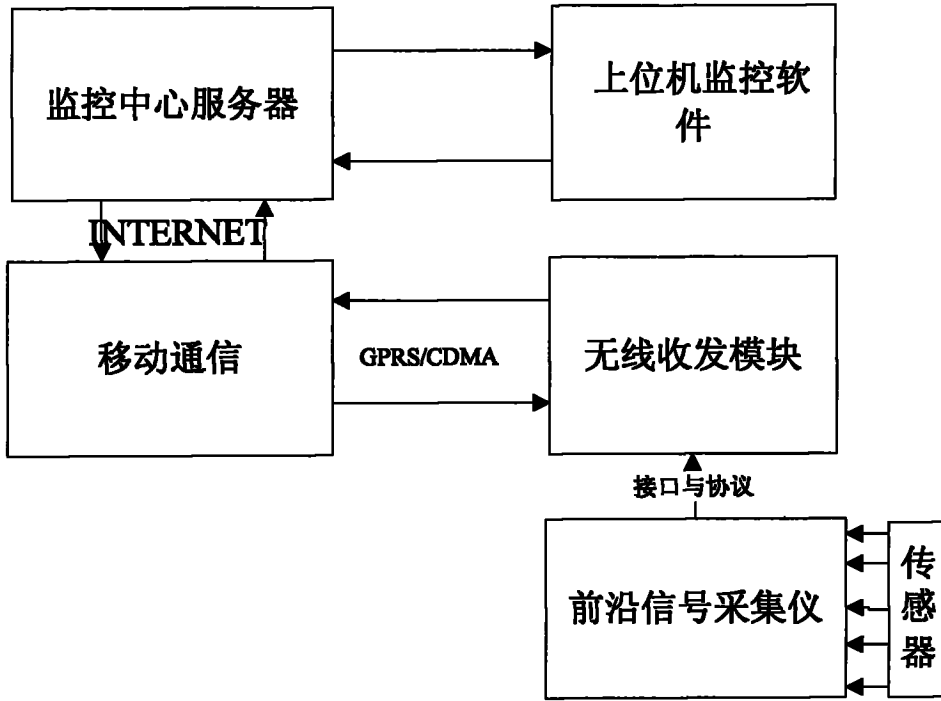 监控中心服务器
上位机监控软
件
INTERNET
移动通信
GPRS/CDMA
无线收发模块
接口与协议
前沿信号采集仪
传
感
器